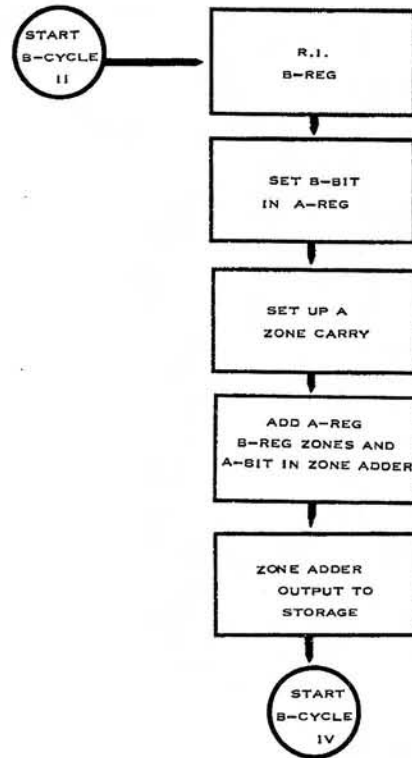 START
B-CYCLE
II
R.I.
B-REG
SET B-BIT
IN A-REG
SET UP A
ZONE CARRY
ADD A-REG
B-REG ZONES AND
A-BIT IN ZONE ADDER
ZONE ADDER
OUTPUT TO
STORAGE
START
B-CYCLE
IV